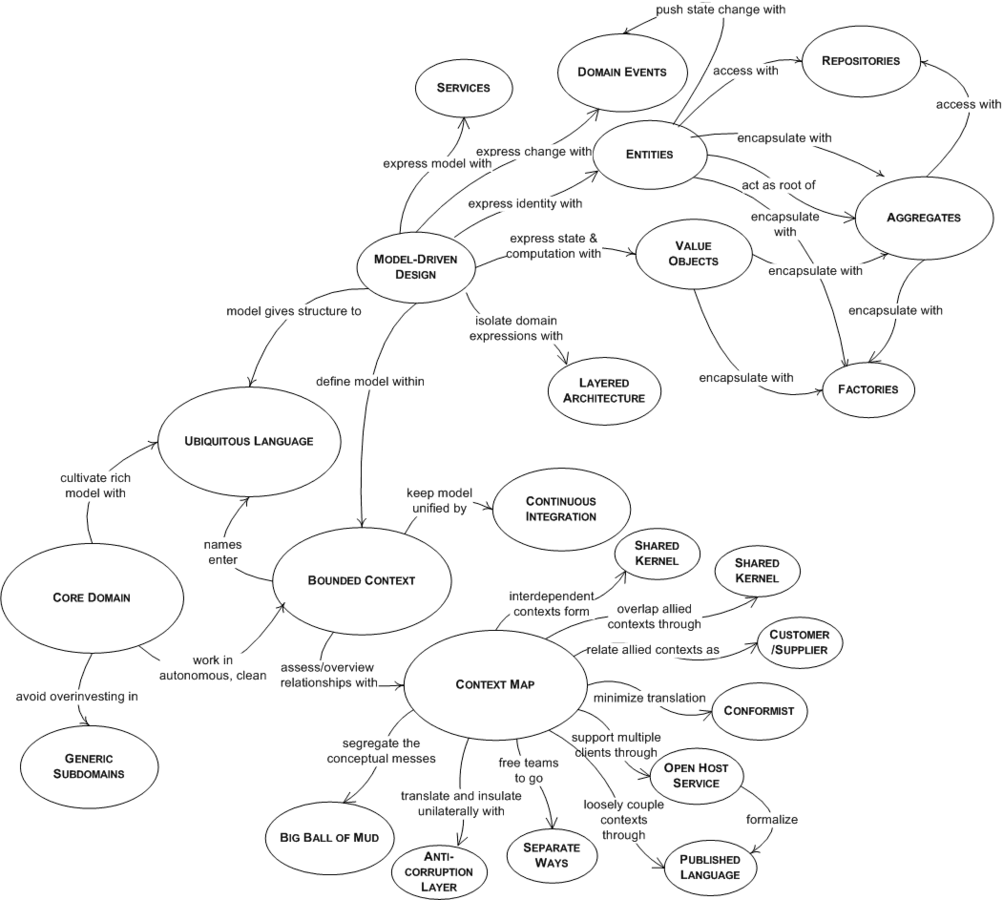 push state change with
DOMAIN EVENTS
REPOSITORIES
access with
SERVICES
access with
express change with
ENTITIES
encapsulate with
express model with
act as root of
express identity with
encapsulate
with
AGGREGATES
MODEL-DRIVEN
DESIGN
express state &
computation with
VALUE
OBJECTS
encapsulate with
model gives structure to
isolate domain
expressions with
encapsulate with
define model within
encapsulate with
LAYERED
ARCHITECTURE
FACTORIES
UBIQUITOUS LANGUAGE
cultivate rich
model with
keep model
unified by
CONTINUOUS
INTEGRATION
names
enter
SHARED
KERNEL
SHARED
KERNEL
CORE DOMAIN
BOUNDED CONTEXT
interdependent
contexts form
overlap allied
contexts through
CUSTOMER
/SUPPLIER
relate allied contexts as
work in
autonomous, clean
assess/overview
relationships with
CONTEXT MAP
avoid overinvesting in
minimize translation
CONFORMIST
segregate the
conceptual messes
support multiple
clients through
GENERIC
SUBDOMAINS
free teams
to go
OPEN HOST
SERVICE
translate and insulate
unilaterally with
loosely couple
contexts
through
formalize
BIG BALL OF MUD
ANTI-
CORRUPTION
LAYER
SEPARATE
WAYS
PUBLISHED
LANGUAGE